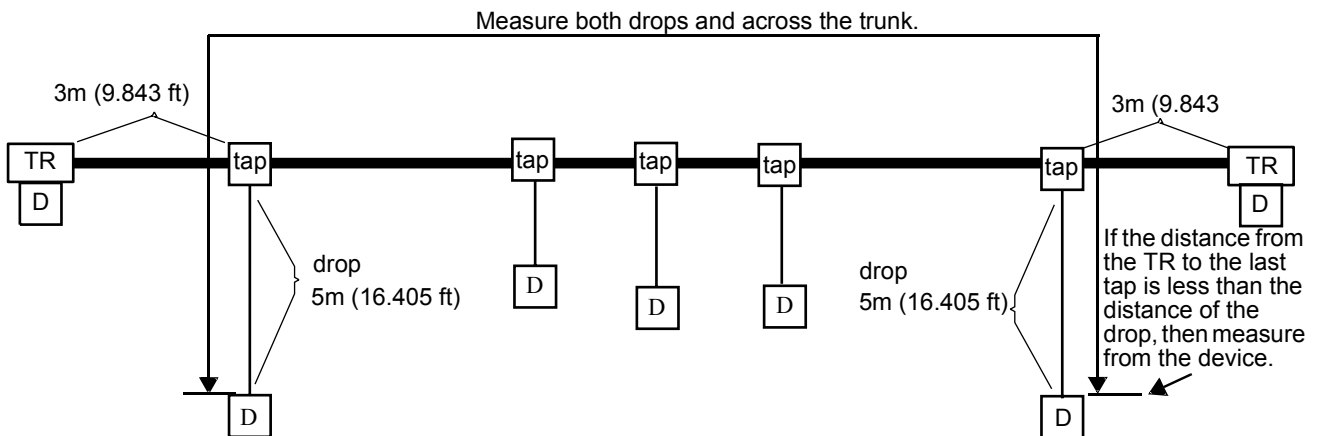 Measure both drops and across the trunk.
3m (9.843 ft)
3m (9.843
TR
tap
tap
tap
tap
tap
TR
D
D
drop
5m (16.405 ft)
D
D
D
drop
5m (16.405 ft)
If the distance from
the TR to the last
tap is less than the
distance of the
drop, then measure
from the device.
D
D